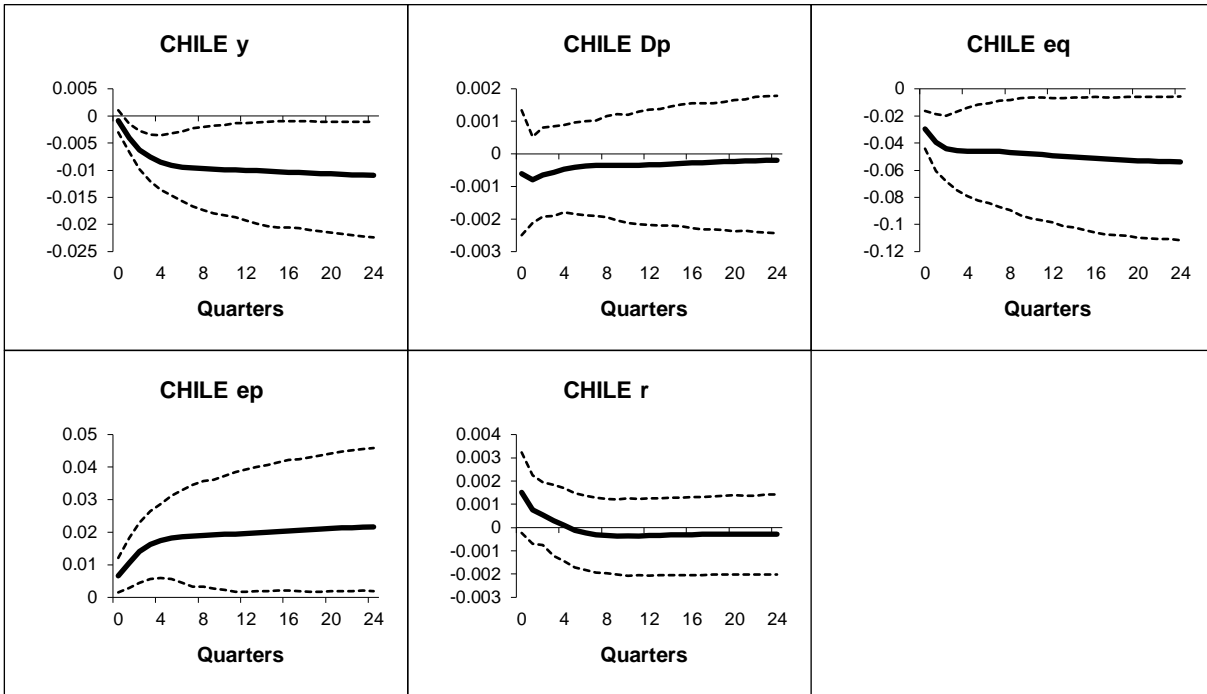 CHILE y
0.005
0
-0.005
-0.01
-0.015
-0.02
-0.025
0 4 8 12 16 20 24
Quarters
CHILE Dp
0.002
0.001
0
-0.001
-0.002
-0.003
0 4 8 12 16 20 24
Quarters
CHILE eq
0
-0.02
-0.04
-0.06
-0.08
-0.1
-0.12
0 4 8 12 16 20 24
Quarters
CHILE ep
0.05
0.04
0.03
0.02
0.01
0
0 4 8 12 16 20 24
Quarters
CHILE r
0.004
0.003
0.002
0.001
0
-0.001
-0.002
-0.003
0 4 8 12 16 20 24
Quarters